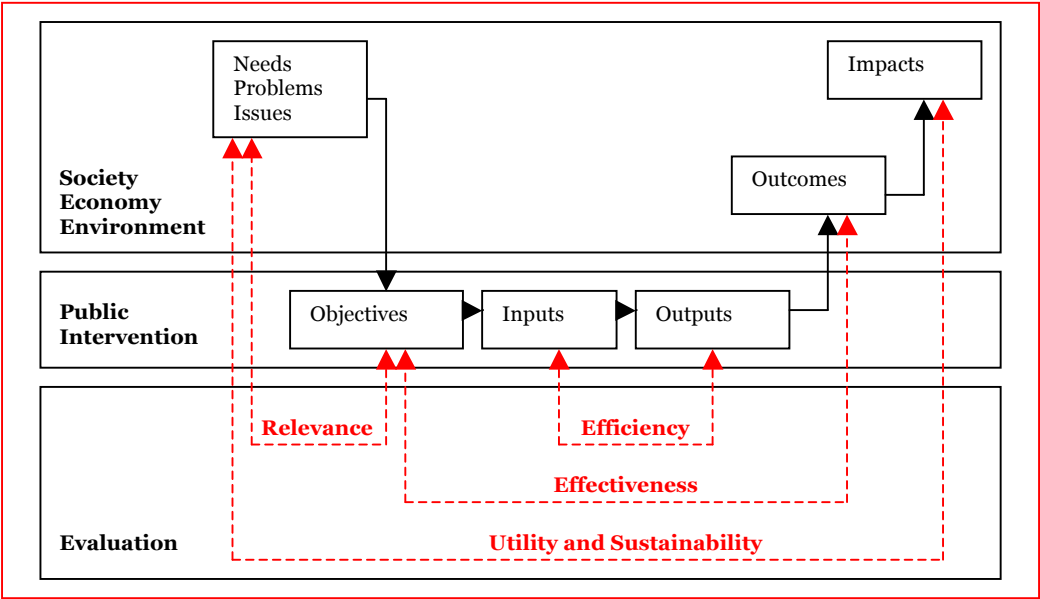 Needs
Problems
Issues
Impacts
Society
Economy
Environment
Outcomes
Public
Intervention
Objectives
Inputs
Outputs
Relevance
Efficiency
Effectiveness
Evaluation
Utility and Sustainability